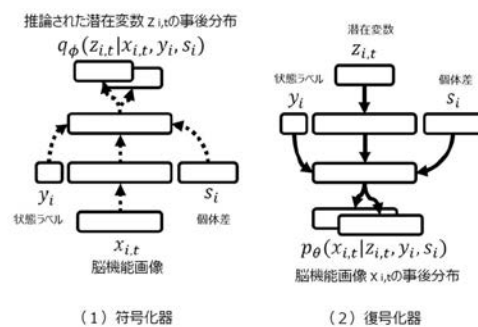 推論された潜在変数 z i,tの事後分布
qϕ(zi,t|xi,t, yi, si)
yi
状態ラベル
si
個体差
xi,t
脳機能画像
(1) 符号化器
潜在変数
zi,t
状態ラベル
yi
個体差
si
pθ(xi,t|zi,t, yi, si)
脳機能画像 x i,tの事後分布
(2) 復号化器